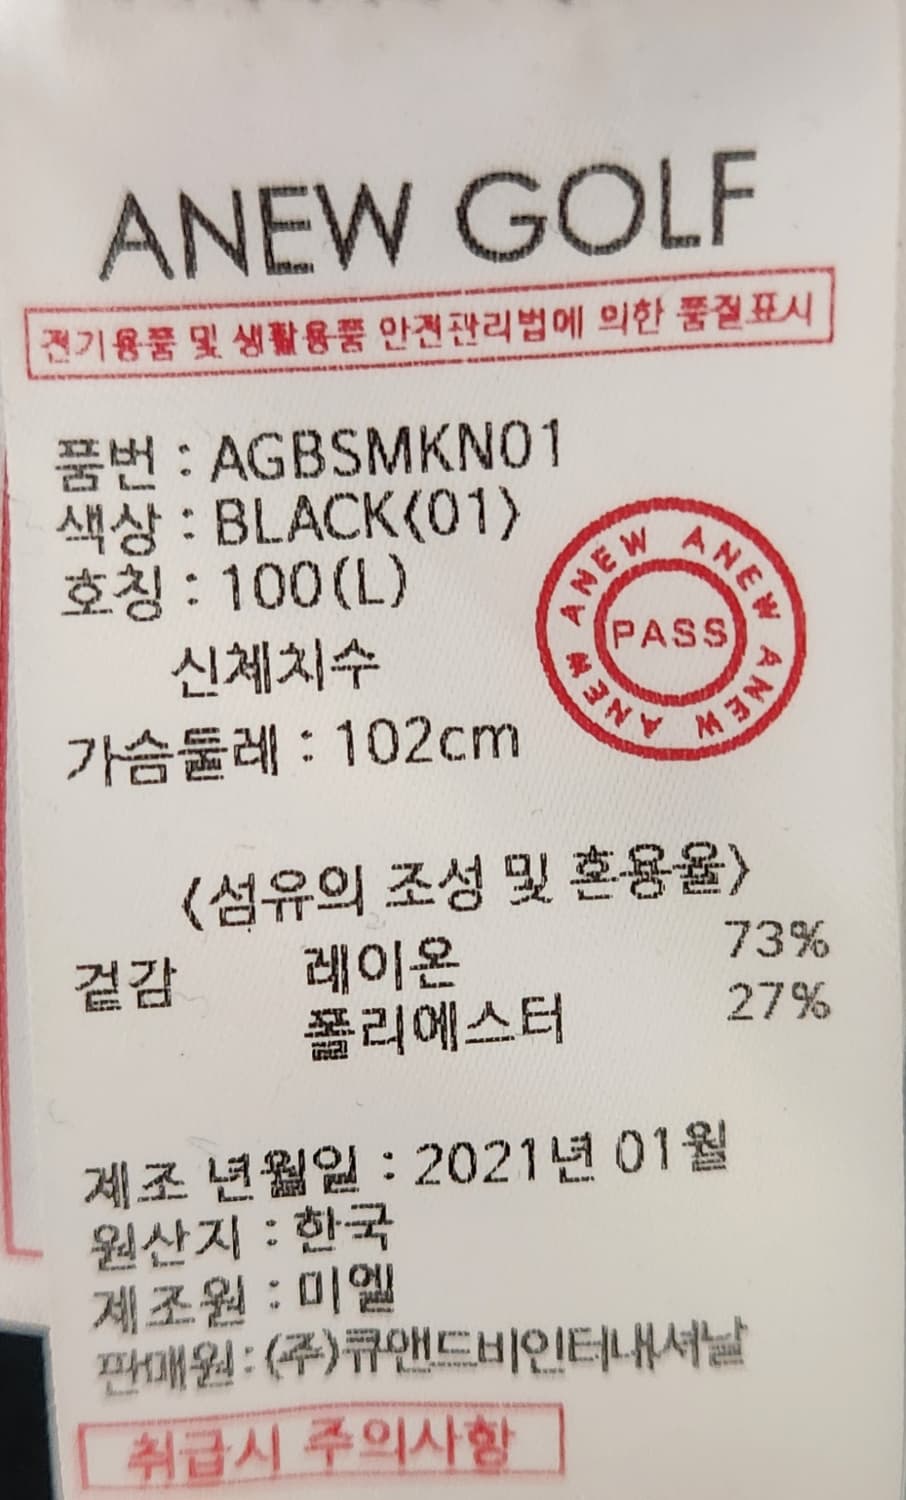 ANEW GOLF
전기용품 및 생활용품 안전관리법에 의한 품질표시
품번 : AGBSMKN01
색상 : BLACK(01)
호칭 : 100(L)
신체치수
가슴둘레 : 102cm
ANEW ANEW ANEW ANEW ANEW
PASS
<섬유의 조성 및 혼용율>
겉감 레이온 73%
폴리에스터 27%
제조 년월일 : 2021년 01월
원산지 : 한국
제조원 : 미엘
판매원 : (주)큐앤드비인터내셔날
취급시 주의사항